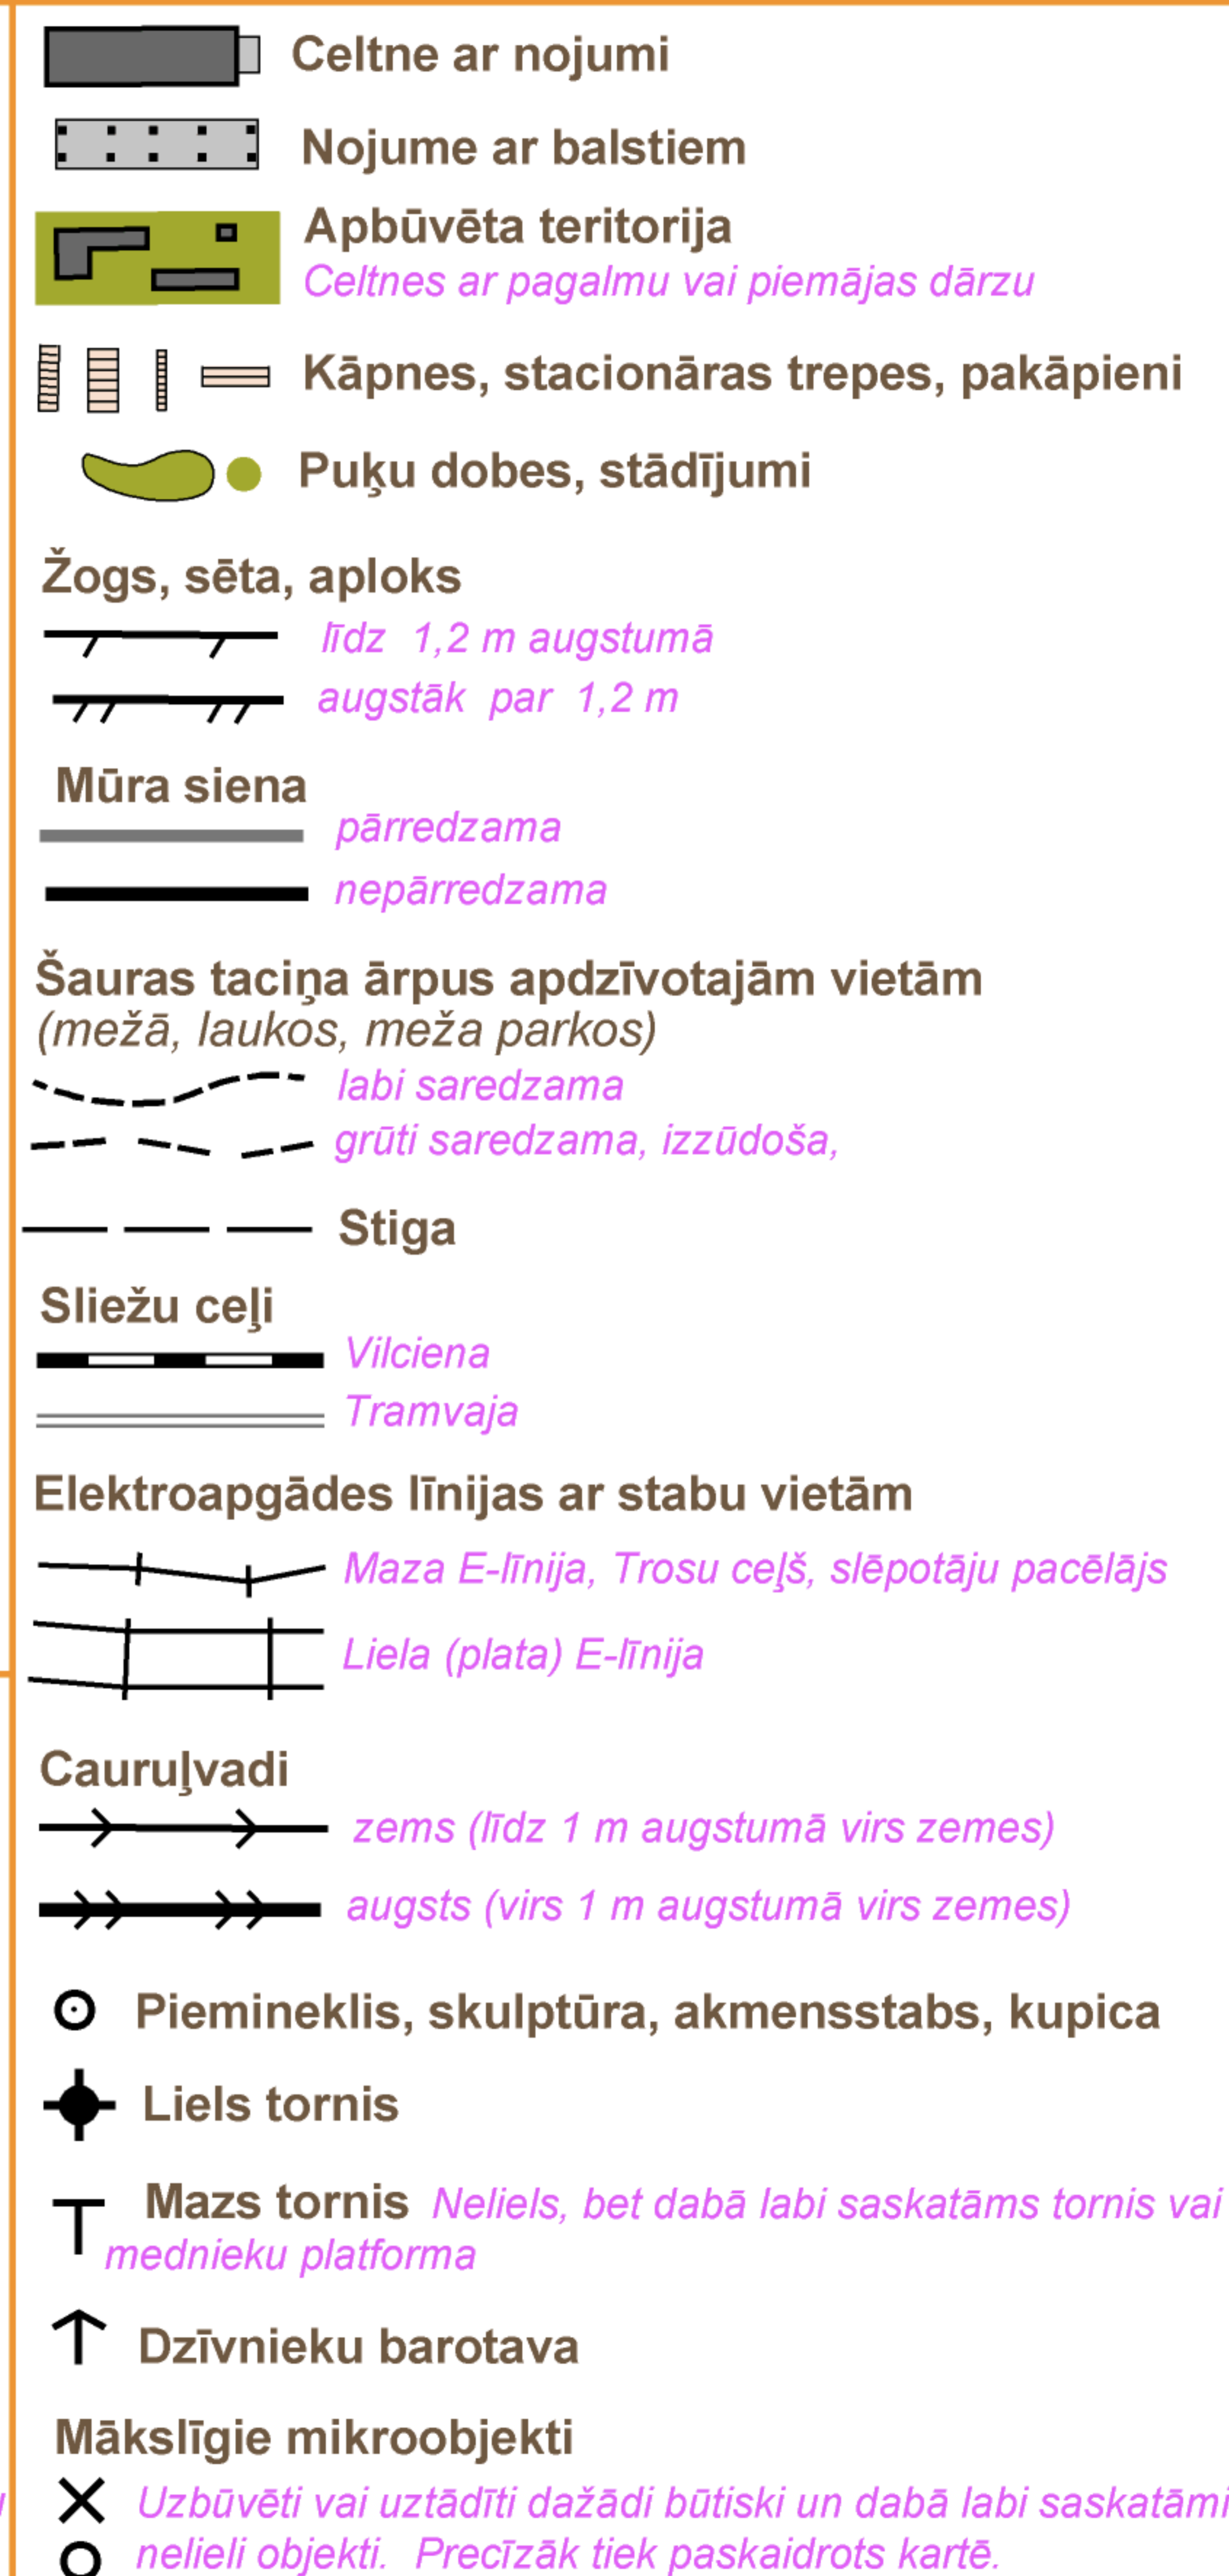 Celtne ar nojumi
Nojume ar balstiem
Apbūvēta teritorija
Celtnes ar pagalmu vai piemājas dārzu
Kāpnes, stacionāras trepes, pakāpieni
Puķu dobes, stādījumi
Žogs, sēta, aploks
līdz 1,2 m augstumā
augstāk par 1,2 m
Mūra siena
pārredzama
nepārredzama
Šauras taciņa ārpus apdzīvotajām vietām
(mežā, laukos, meža parkos)
labi saredzama
grūti saredzama, izzūdoša,
Stiga
Sliežu ceļi
Vilciena
Tramvaja
Elektroapgādes līnijas ar stabu vietām
Maza E-līnija, Trosu ceļš, slēpotāju pacēlājs
Liela (plata) E-līnija
Cauruļvadi
zems (līdz 1 m augstumā virs zemes)
augsts (virs 1 m augstumā virs zemes)
Piemineklis, skulptūra, akmensstabs, kupica
Liels tornis
Mazs tornis Neliels, bet dabā labi saskatāms tornis vai
mednieku platforma
Dzīvnieku barotava
Mākslīgie mikroobjekti
Uzbūvēti vai uztādīti dažādi būtiski un dabā labi saskatāmi
nelieli objekti. Precīzāk tiek paskaidrots kartē.